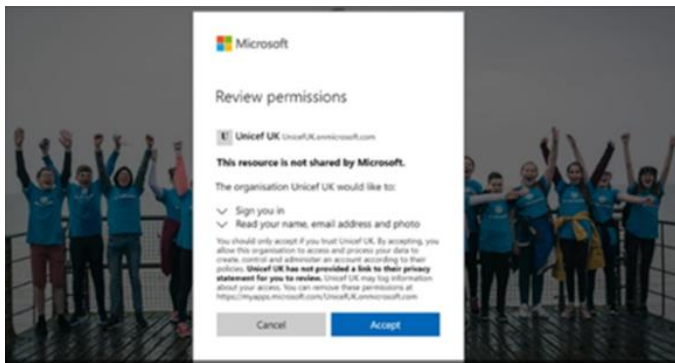 Microsoft
Review permissions
U Unicef UK UnicefUK.onmicrosoft.com
This resource is not shared by Microsoft.
The organisation Unicef UK would like to:
Sign you in
Read your name, email address and photo
You should only accept if you trust Unicef UK. By accepting, you
allow this organisation to access and process your data to
create, control and administer an account according to their
policies. Unicef UK has not provided a link to their privacy
statement for you to review. Unicef UK may log information
about your access. You can remove these permissions at
https://myapps.microsoft.com/UnicefUK.onmicrosoft.com
Cancel Accept